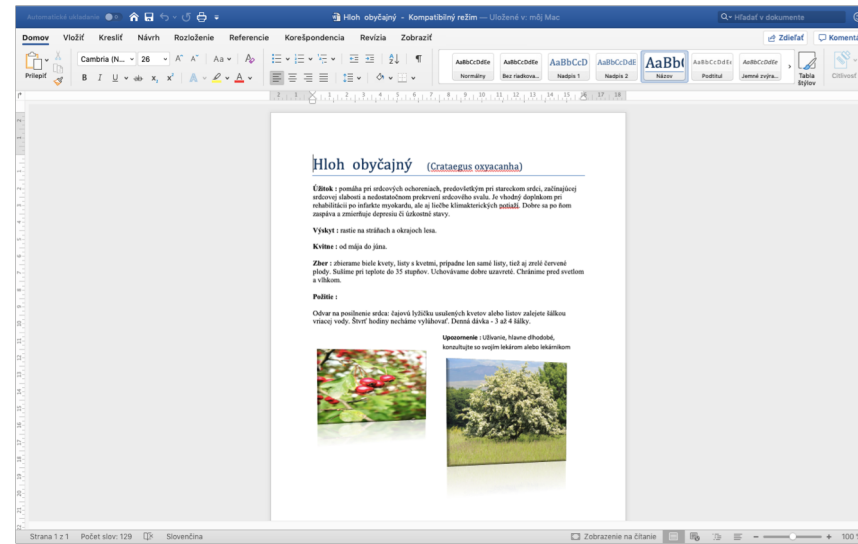 Automatické ukladanie
Hloh obyčajný - Kompatibilný režim — Uložené v: môj Mac
Hľadať v dokumente
Domov Vložiť Kresliť Návrh Rozloženie Referencie Korešpondencia Revízia Zobraziť
Zdieľať Komentá
Prilepiť
Cambria (N... 26
AaBbCcDdEe AaBbCcDdEe AaBbCcD AaBbCcDdE AaBb( AaBbCcDdEe AaBbCcDdEe
Normálny Bez riadkova... Nadpis 1 Nadpis 2 Názov Podtitul Jemné zvýra...
Tabla štýlov
Citlivosť
Hloh obyčajný (Crataegus oxyacanha)
Úžitok : pomáha pri srdcových ochoreniach, predovšetkým pri stareckom srdci, začínajúcej
srdcovej slabosti a nedostatočnom prekrvení srdcového svalu. Je vhodný doplnkom pri
rehabilitácii po infarkte myokardu, ale aj liečbe klimakterických potiaží. Dobre sa po ňom
zaspáva a zmierňuje depresiu či úzkostné stavy.
Výskyt : rastie na stráňach a okrajoch lesa.
Kvitne : od mája do júna.
Zber : zbierame biele kvety, listy s kvetmi, prípadne len samé listy, tiež aj zrelé červené
plody. Sušíme pri teplote do 35 stupňov. Uchovávame dobre uzavreté. Chránime pred svetlom
a vlhkom.
Požitie :
Odvar na posilnenie srdca: čajovú lyžičku usušených kvetov alebo listov zalejete šálkou
vriacej vody. Štvrť hodiny necháme vylúhovať. Denná dávka - 3 až 4 šálky.
Upozornenie : Užívanie, hlavne dlhodobé,
konzultujte so svojím lekárom alebo lekárnikom
Strana 1 z 1 Počet slov: 129 Slovenčina
Zobrazenie na čítanie
100 %